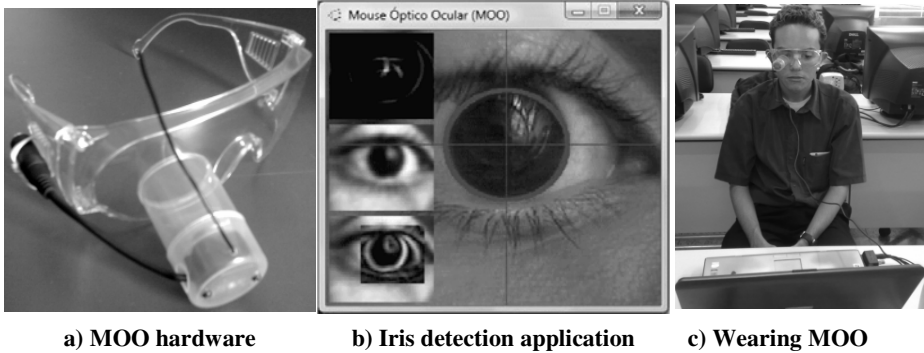 Mouse Óptico Ocular (MOO)
a) MOO hardware
b) Iris detection application
c) Wearing MOO